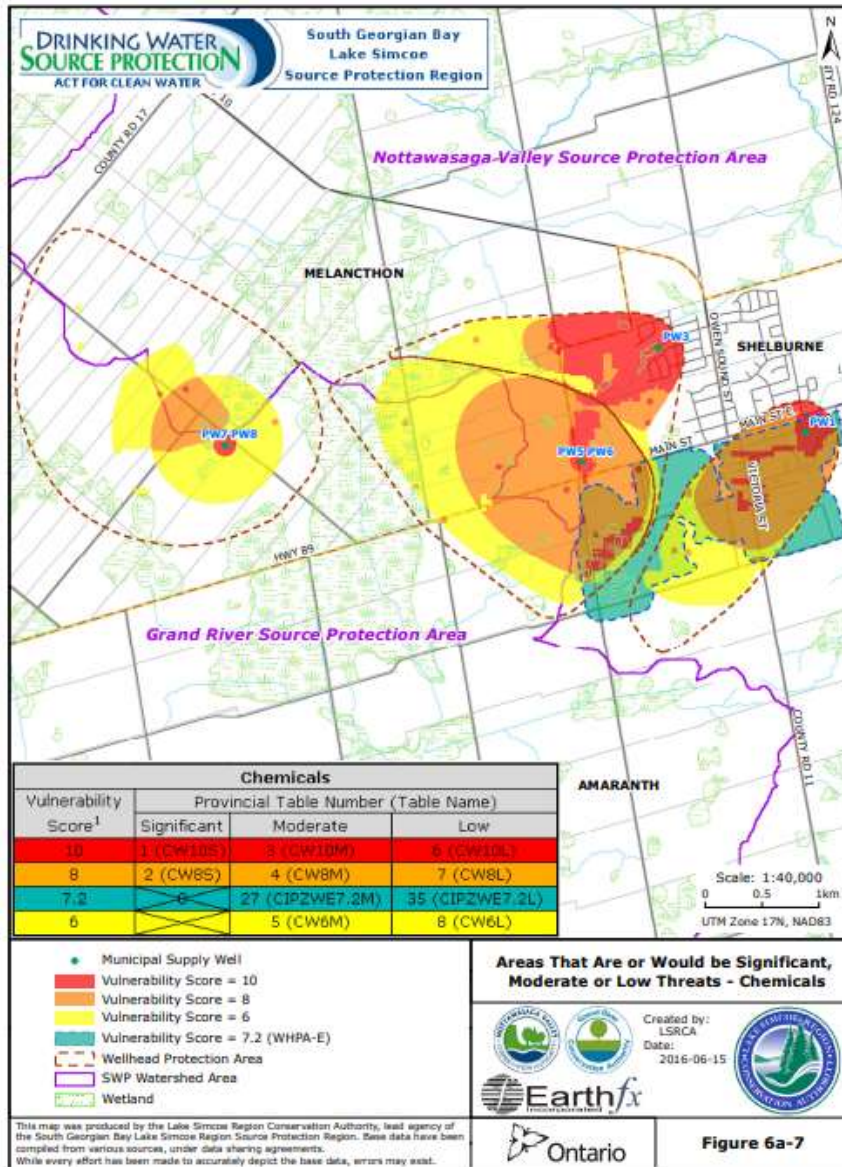 DRINKING WATER
SOURCE PROTECTION
ACT FOR CLEAN WATER
South Georgian Bay
Lake Simcoe
Source Protection Region
N
COUNTY RD 17
10
TY RD 124
Nottawasaga Valley Source Protection Area
MELANCTHON
OWEN SOUND ST
SHELBURNE
PW3
MAIN ST E
PW1
PW7 PW8
PW5 PW6
MAIN ST
VICTORIA ST
HWY 89
Grand River Source Protection Area
COUNTY RD 11
AMARANTH
Chemicals
Vulnerability Score1
Provincial Table Number (Table Name)
Significant Moderate Low
10 1 (CW10S) 3 (CW10M) 6 (CW10L)
8 2 (CW8S) 4 (CW8M) 7 (CW8L)
7.2 27 (CIPZWE7.2M) 35 (CIPZWE7.2L)
6 5 (CW6M) 8 (CW6L)
Scale: 1:40,000
0 0.5 1km
UTM Zone 17N, NAD83
Municipal Supply Well
Vulnerability Score = 10
Vulnerability Score = 8
Vulnerability Score = 6
Vulnerability Score = 7.2 (WHPA-E)
Wellhead Protection Area
SWP Watershed Area
Wetland
Areas That Are or Would be Significant,
Moderate or Low Threats - Chemicals
Created by:
LSRCA
Date:
2016-06-15
Earthfx
Incorporated
This map was produced by the Lake Simcoe Region Conservation Authority, lead agency of
the South Georgian Bay Lake Simcoe Region Source Protection Region. Base data have been
compiled from various sources, under data sharing agreements.
While every effort has been made to accurately depict the base data, errors may exist.
Ontario
Figure 6a-7